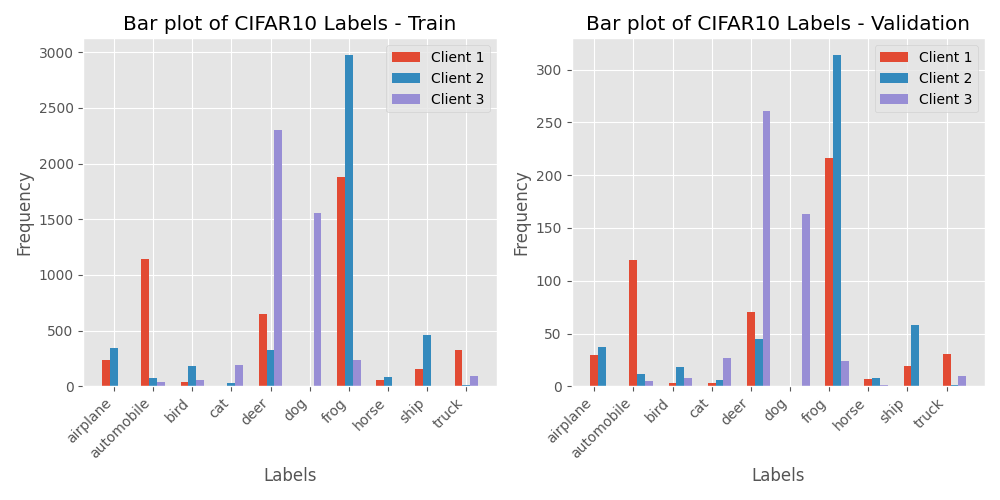 Bar plot of CIFAR10 Labels - Train
Frequency
3000
2500
2000
1500
1000
500
0
Client 1
Client 2
Client 3
airplane
automobile
bird
cat
deer
dog
frog
horse
ship
truck
Labels
Bar plot of CIFAR10 Labels - Validation
Frequency
300
250
200
150
100
50
0
Client 1
Client 2
Client 3
airplane
automobile
bird
cat
deer
dog
frog
horse
ship
truck
Labels